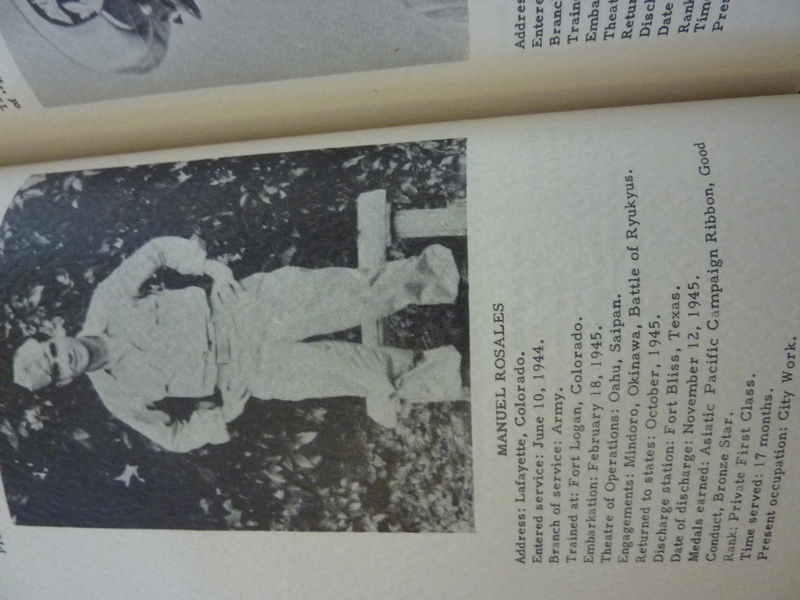 MANUEL ROSALES
Address: Lafayette, Colorado.
Entered service: June 10, 1944.
Branch of service: Army.
Trained at: Fort Logan, Colorado.
Embarkation: February 18, 1945.
Theatre of Operations: Oahu, Saipan.
Engagements: Mindoro, Okinawa, Battle of Ryukyus.
Returned to states: October, 1945.
Discharge station: Fort Bliss, Texas.
Date of discharge: November 12, 1945.
Medals earned: Asiatic Pacific Campaign Ribbon, Good
Conduct, Bronze Star.
Rank: Private First Class.
Time served: 17 months.
Present occupation: City Work.
Address
Entere
Branc
Traine
Embar
Theat
Retur
Disch
Date
Rank
Time
Pres